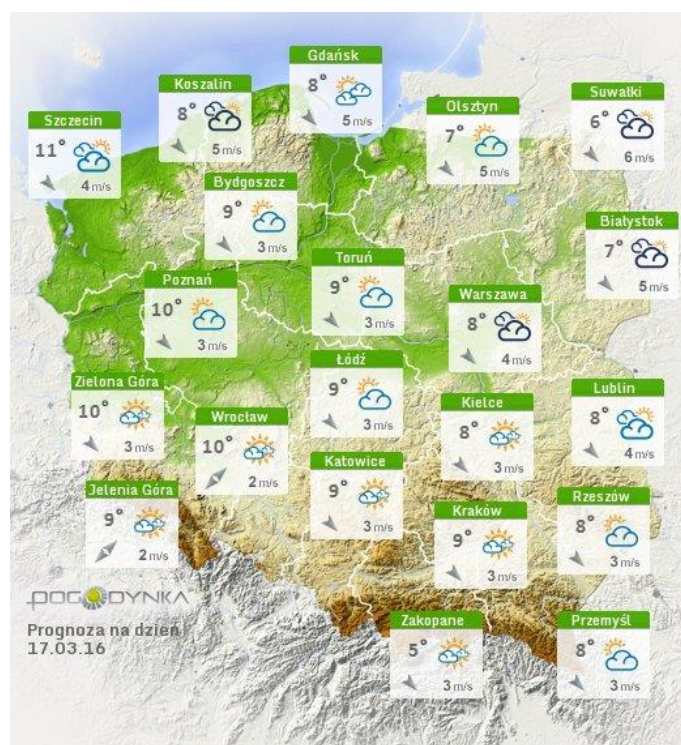 Gdańsk
8°
5 m/s
Koszalin
8°
5 m/s
Suwałki
6°
6 m/s
Olsztyn
7°
5 m/s
Szczecin
11°
4 m/s
Bydgoszcz
9°
3 m/s
Białystok
7°
5 m/s
Toruń
9°
3 m/s
Poznań
10°
3 m/s
Warszawa
8°
4 m/s
Łódź
9°
3 m/s
Zielona Góra
10°
3 m/s
Lublin
8°
4 m/s
Kielce
8°
3 m/s
Wrocław
10°
2 m/s
Katowice
9°
3 m/s
Jelenia Góra
9°
2 m/s
Rzeszów
8°
3 m/s
Kraków
9°
3 m/s
POGODYNKA
Prognoza na dzień
17.03.16
Zakopane
5°
3 m/s
Przemyśl
8°
3 m/s